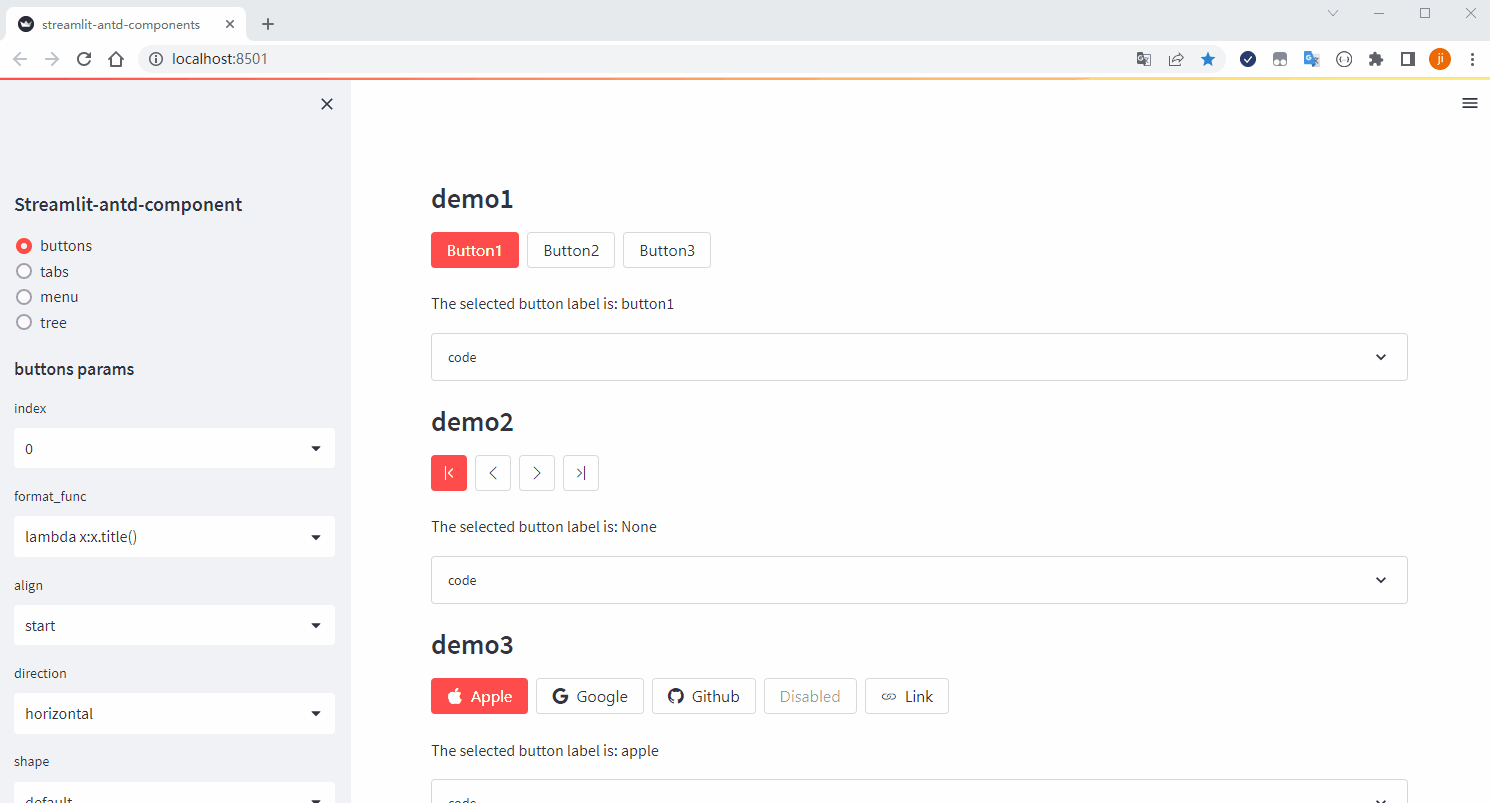 streamlit-antd-components
localhost:8501
ji
Streamlit-antd-component
buttons
tabs
menu
tree
buttons params
index
0
format_func
lambda x:x.title()
align
start
direction
horizontal
shape
default
demo1
Button1 Button2 Button3
The selected button label is: button1
code
demo2
The selected button label is: None
code
demo3
Apple Google Github Disabled Link
The selected button label is: apple
code